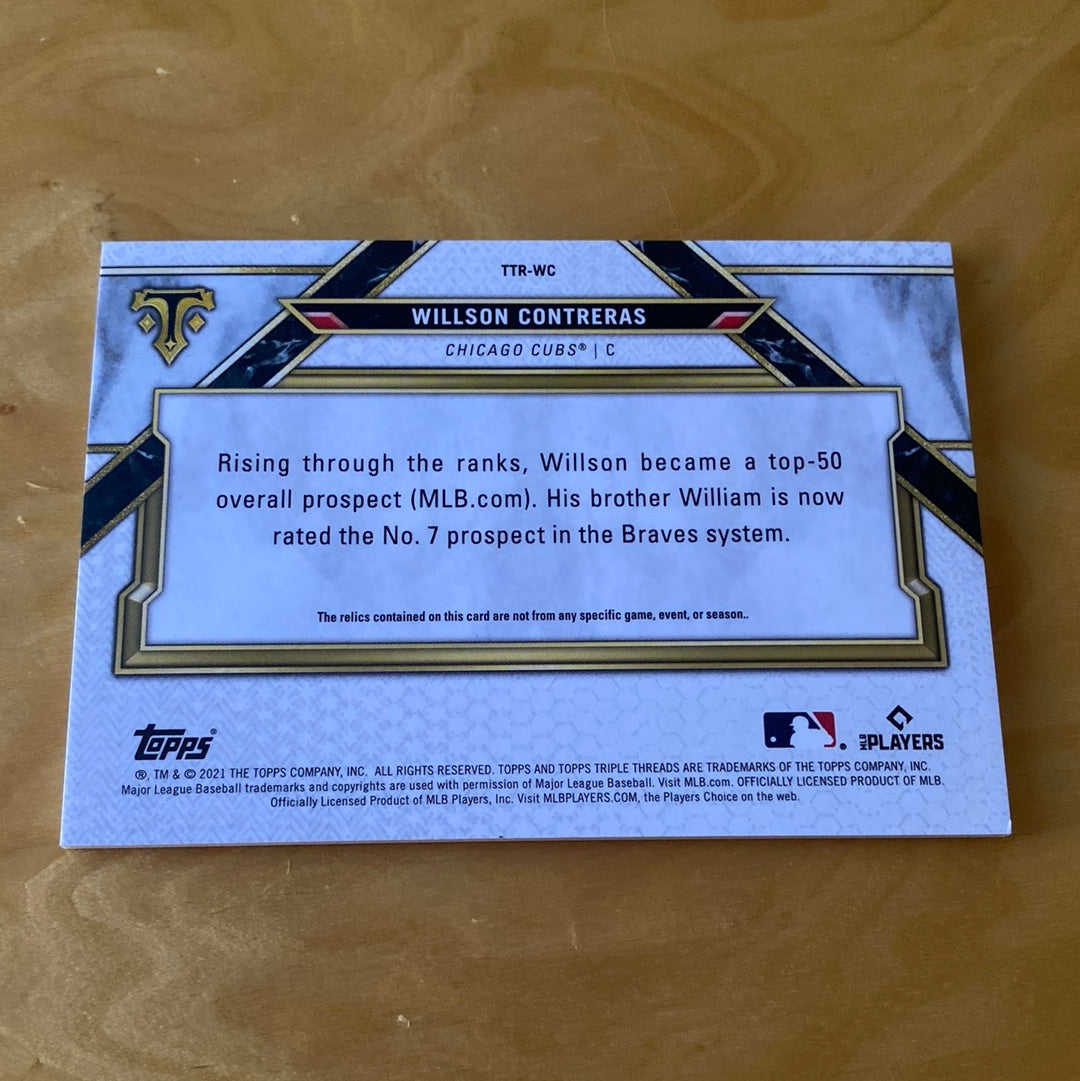 TTR-WC
T
WILLSON CONTRERAS
CHICAGO CUBS® | C
Rising through the ranks, Willson became a top-50
overall prospect (MLB.com). His brother William is now
rated the No. 7 prospect in the Braves system.
The relics contained on this card are not from any specific game, event, or season..
topps®
®.
MLB PLAYERS
®, TM & © 2021 THE TOPPS COMPANY, INC. ALL RIGHTS RESERVED. TOPPS AND TOPPS TRIPLE THREADS ARE TRADEMARKS OF THE TOPPS COMPANY, INC.
Major League Baseball trademarks and copyrights are used with permission of Major League Baseball. Visit MLB.com. OFFICIALLY LICENSED PRODUCT OF MLB.
Officially Licensed Product of MLB Players, Inc. Visit MLBPLAYERS.COM, the Players Choice on the web.